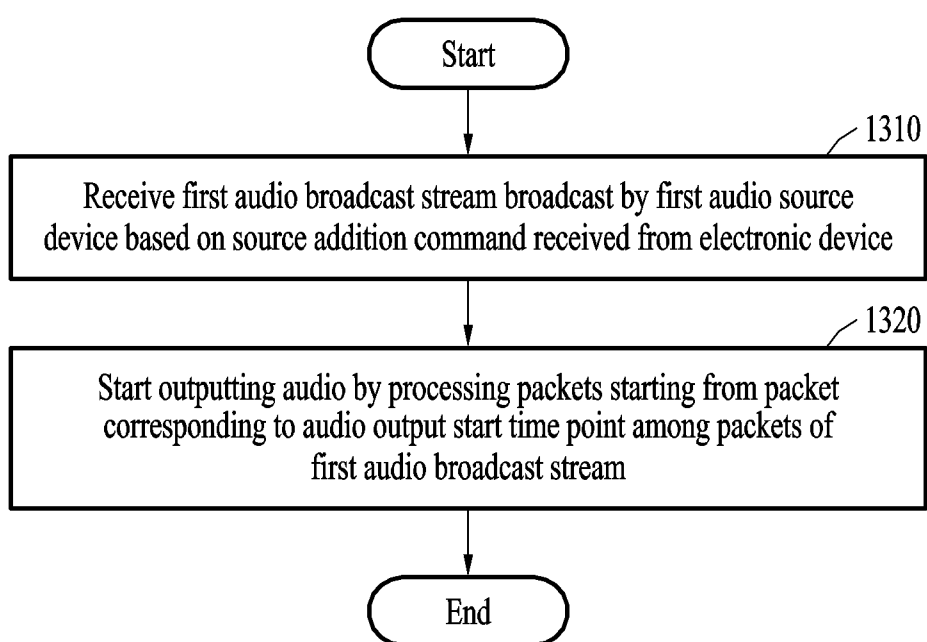 Start
1310
Receive first audio broadcast stream broadcast by first audio source
device based on source addition command received from electronic device
1320
Start outputting audio by processing packets starting from packet
corresponding to audio output start time point among packets of
first audio broadcast stream
End